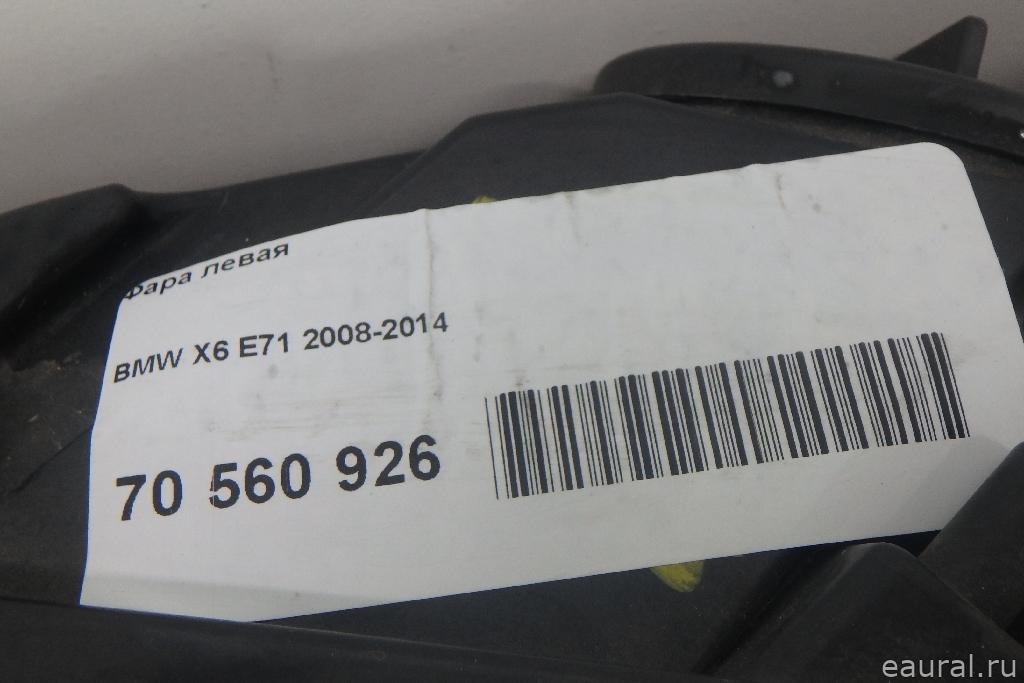 Фара левая
BMW X6 E71 2008-2014
70 560 926
eaural.ru